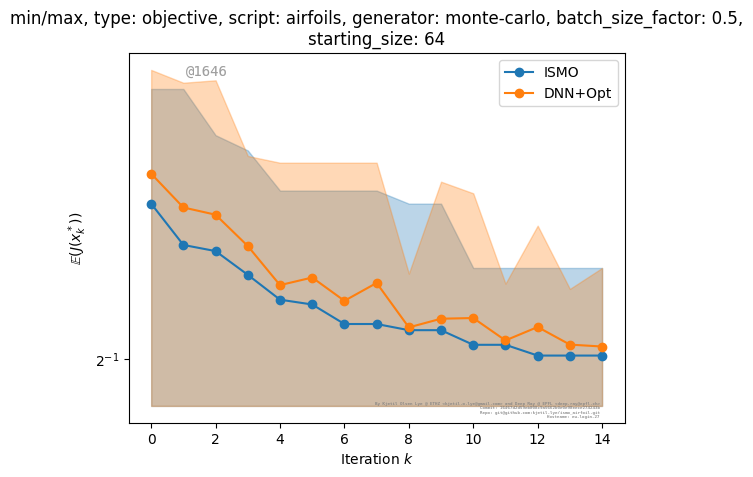 min/max, type: objective, script: airfoils, generator: monte-carlo, batch_size_factor: 0.5,
starting_size: 64
@1646
ISMO
DNN+Opt
𝔼(J(x*ₖ))
2⁻¹
0 2 4 6 8 10 12 14
Iteration k